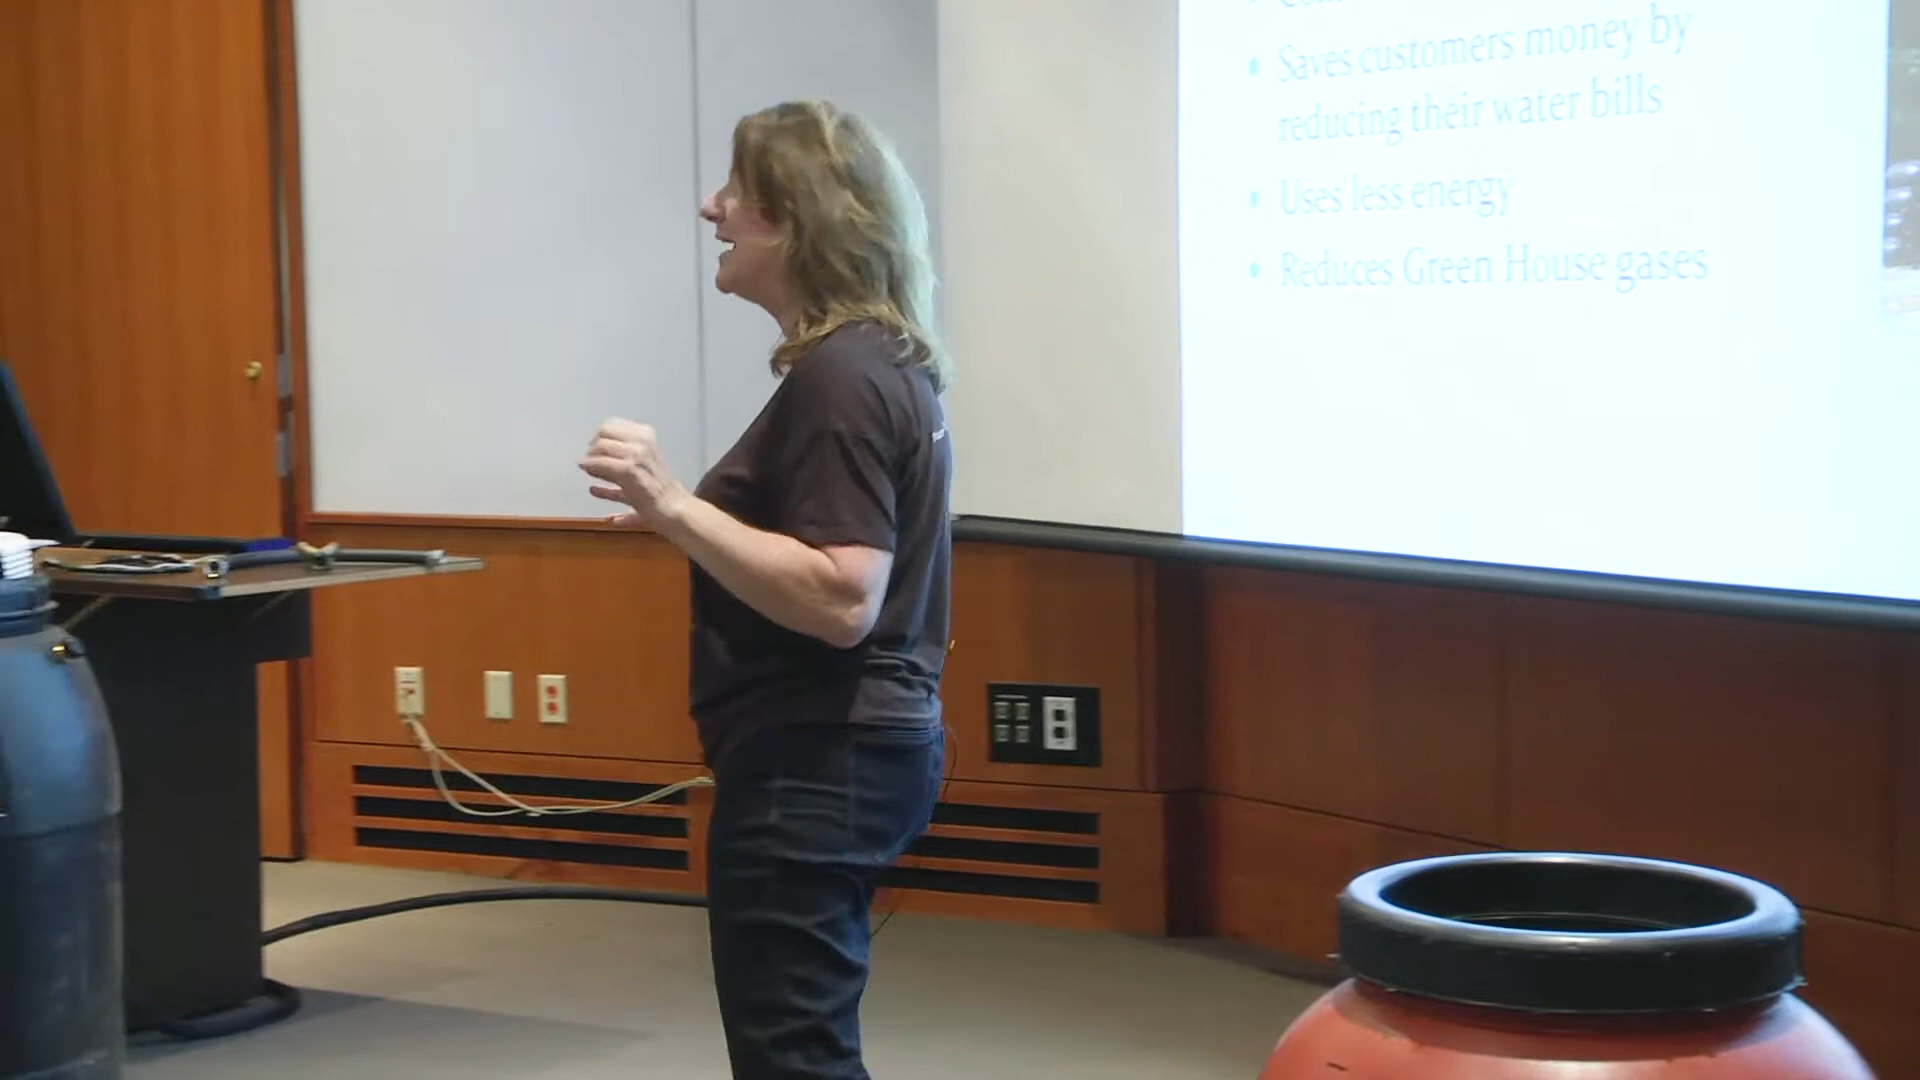 Saves customers money by
reducing their water bills
Uses less energy
Reduces Green House gases